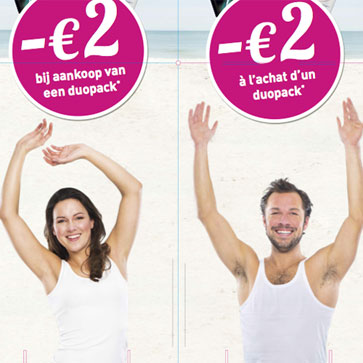 -€2
bij aankoop van
een duopack*
-€2
à l'achat d'un
duopack*